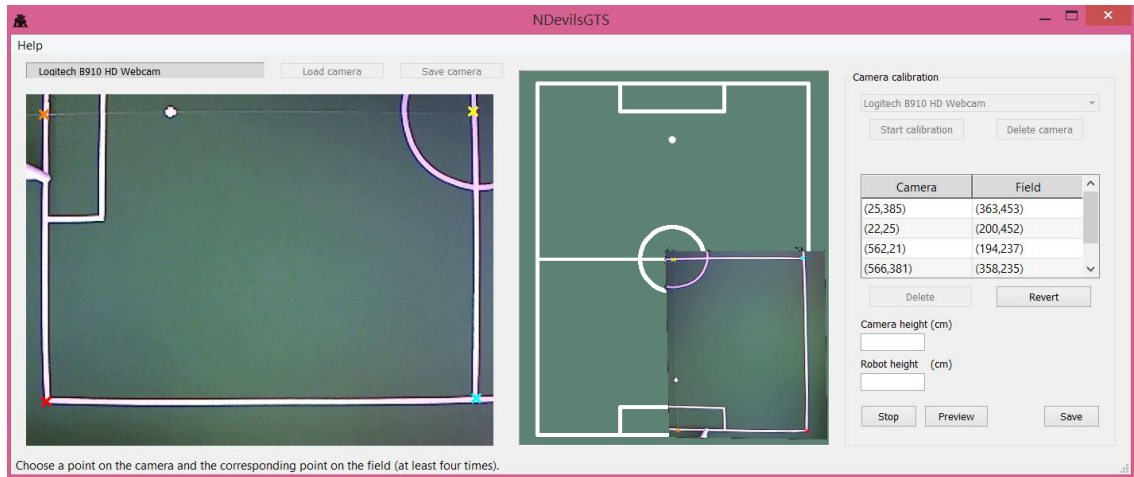 NDevilsGTS
Help
Logitech B910 HD Webcam
Load camera
Save camera
Camera calibration
Logitech B910 HD Webcam
Start calibration
Delete camera
Camera Field
(25,385) (363,453)
(22,25) (200,452)
(562,21) (194,237)
(566,381) (358,235)
Delete
Revert
Camera height (cm)
Robot height (cm)
Stop
Preview
Save
Choose a point on the camera and the corresponding point on the field (at least four times).